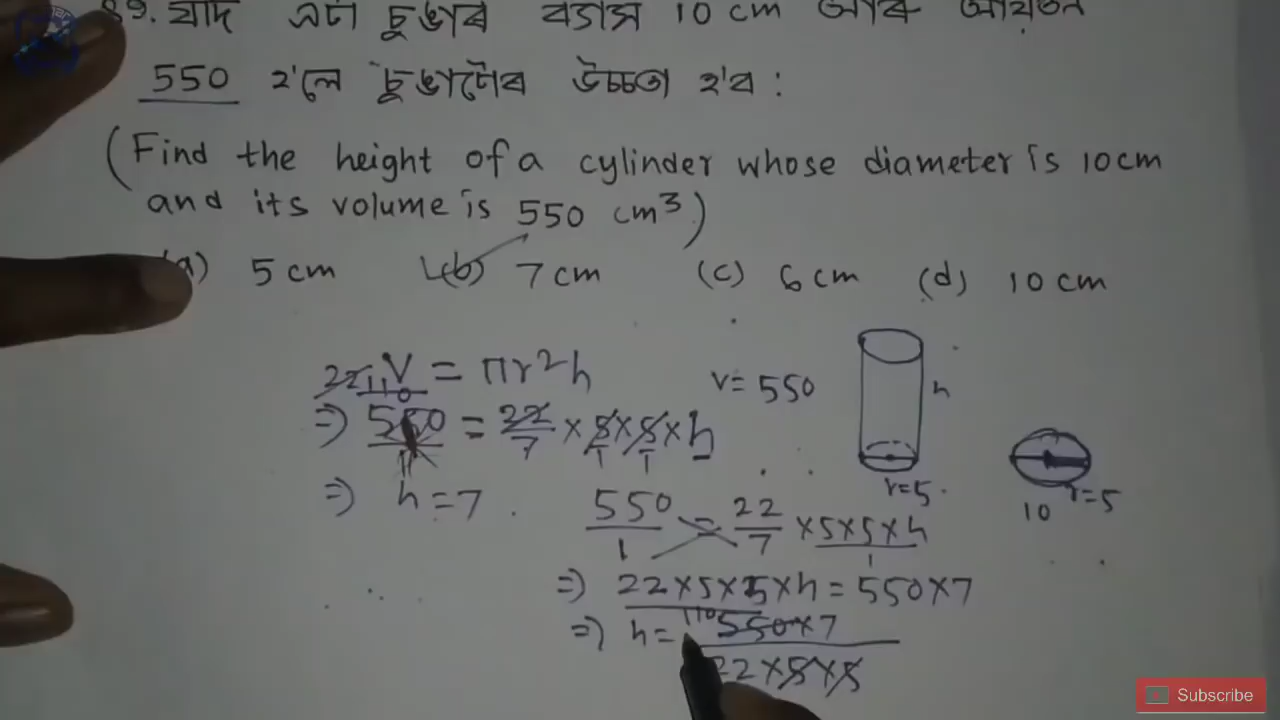 89. যদি এটা চুঙাৰ ব্যাস 10 cm আৰু আয়তন
550 হ'লে চুঙাটোৰ উচ্চতা হ'ব :
(Find the height of a cylinder whose diameter is 10cm
and its volume is 550 cm³)
(a) 5 cm (b) 7 cm (c) 6 cm (d) 10 cm
V = πr²h
V = 550
h
⇒ 550 = 22/7 × 5 × 5 × h
r=5
10 r=5
⇒ h = 7
550/1 = 22/7 × 5×5×h/1
⇒ 22×5×5×h = 550×7
⇒ h = 110 550×7
22×5×5
Subscribe